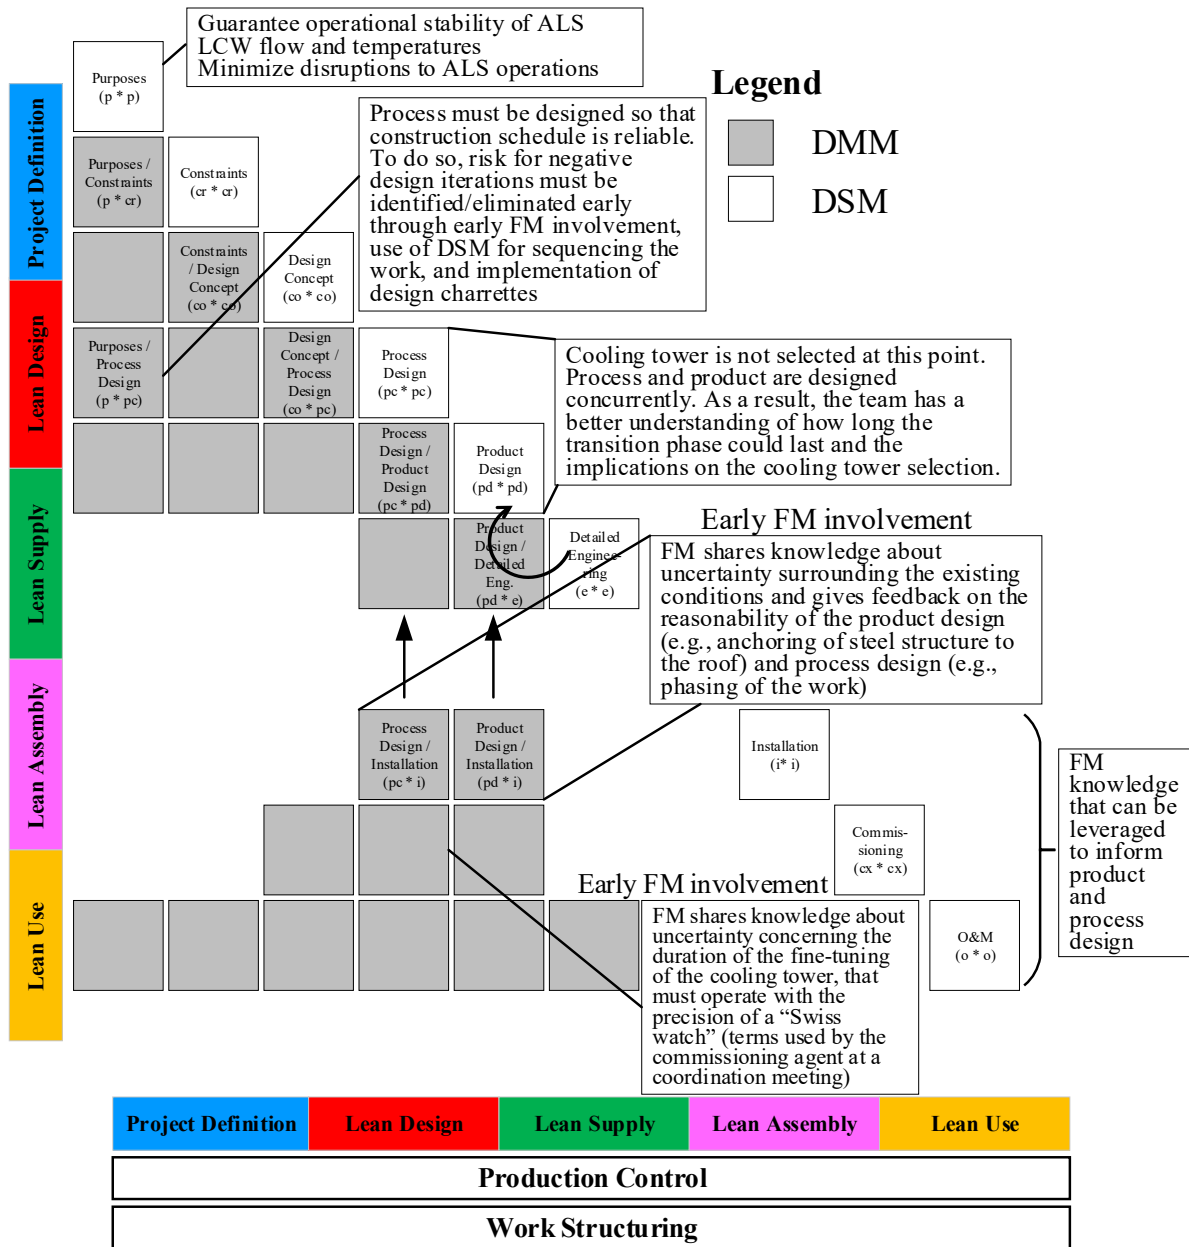 Guarantee operational stability of ALS
LCW flow and temperatures
Minimize disruptions to ALS operations
Purposes
(p * p)
Legend
DMM
DSM
Process must be designed so that
construction schedule is reliable.
To do so, risk for negative
design iterations must be
identified/eliminated early
through early FM involvement,
use of DSM for sequencing the
work, and implementation of
design charrettes
Purposes /
Constraints
(p * cr)
Constraints
(cr * cr)
Constraints
/ Design
Concept
(co * co)
Design
Concept
(co * co)
Purposes /
Process
Design
(p * pc)
Design
Concept /
Process
Design
(co * pc)
Process
Design
(pc * pc)
Cooling tower is not selected at this point.
Process and product are designed
concurrently. As a result, the team has a
better understanding of how long the
transition phase could last and the
implications on the cooling tower selection.
Process
Design /
Product
Design
(pc * pd)
Product
Design
(pd * pd)
Product
Design /
Detailed
Eng.
(pd * e)
Detailed
Enginee-
ring
(e * e)
Early FM involvement
FM shares knowledge about
uncertainty surrounding the existing
conditions and gives feedback on the
reasonability of the product design
(e.g., anchoring of steel structure to
the roof) and process design (e.g.,
phasing of the work)
Process
Design /
Installation
(pc * i)
Product
Design /
Installation
(pd * i)
Installation
(i* i)
Commis-
sioning
(cx * cx)
O&M
(o * o)
FM
knowledge
that can be
leveraged
to inform
product
and
process
design
Early FM involvement
FM shares knowledge about
uncertainty concerning the
duration of the fine-tuning
of the cooling tower, that
must operate with the
precision of a “Swiss
watch” (terms used by the
commissioning agent at a
coordination meeting)
Project Definition
Lean Design
Lean Supply
Lean Assembly
Lean Use
Project Definition
Lean Design
Lean Supply
Lean Assembly
Lean Use
Production Control
Work Structuring